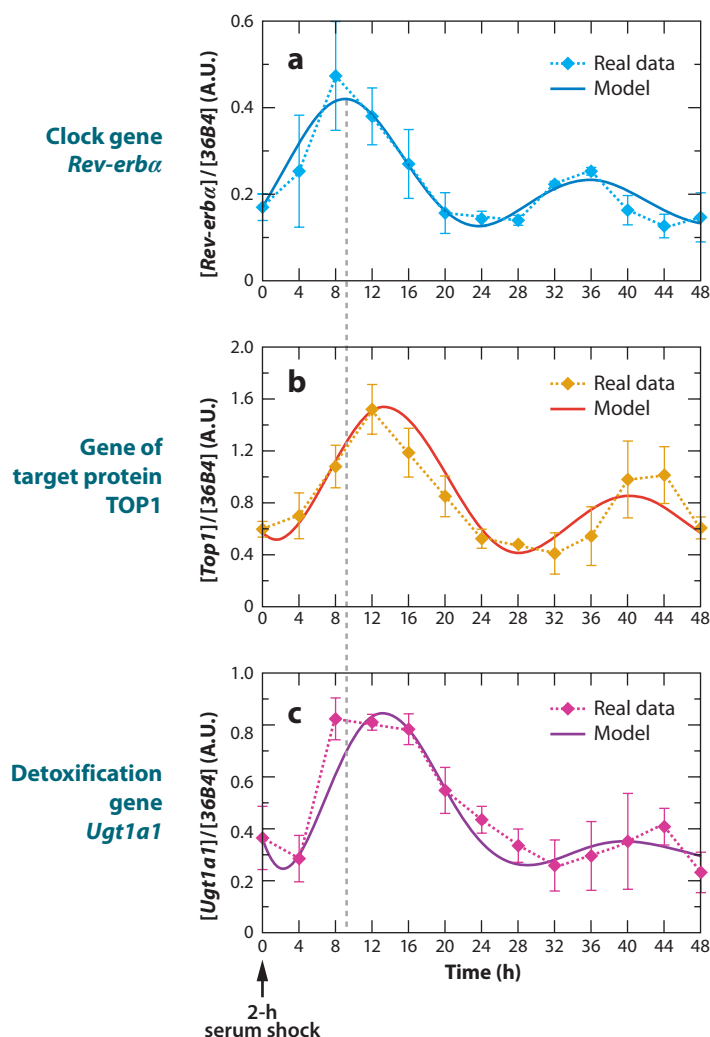 a
Real data
Model
Clock gene
Rev-erbα
[Rev-erbα]/[36B4] (A.U.)
0.6
0.4
0.2
0
0 4 8 12 16 20 24 28 32 36 40 44 48
b
Real data
Model
Gene of
target protein
TOP1
[Top1]/[36B4] (A.U.)
2.0
1.6
1.2
0.8
0.4
0
0 4 8 12 16 20 24 28 32 36 40 44 48
c
Real data
Model
Detoxification
gene
Ugt1a1
[Ugt1a1]/[36B4] (A.U.)
1.0
0.8
0.6
0.4
0.2
0
0 4 8 12 16 20 24 28 32 36 40 44 48
Time (h)
2-h
serum shock